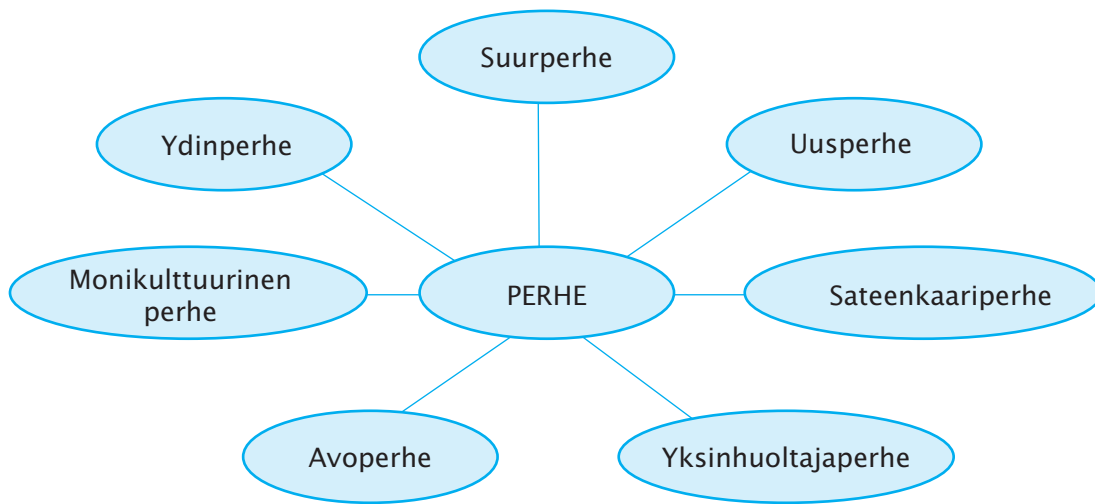 Suurperhe
Ydinperhe
Uusperhe
Monikulttuurinen
perhe
PERHE
Sateenkaariperhe
Avoperhe
Yksinhuoltajaperhe